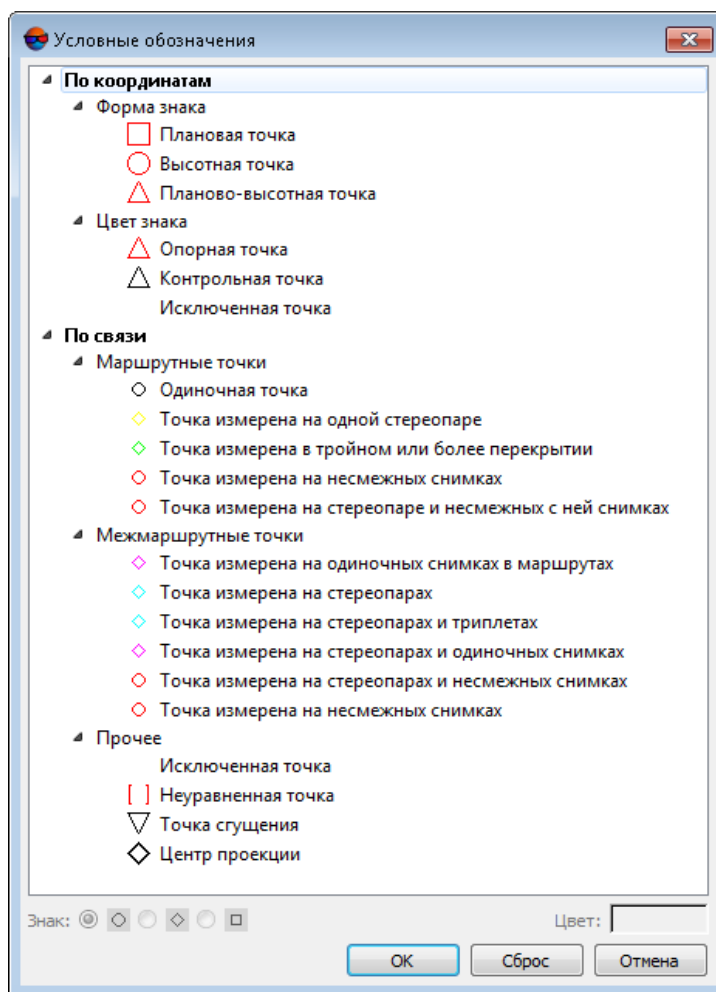 Условные обозначения
По координатам
Форма знака
Плановая точка
Высотная точка
Планово-высотная точка
Цвет знака
Опорная точка
Контрольная точка
Исключенная точка
По связи
Маршрутные точки
Одиночная точка
Точка измерена на одной стереопаре
Точка измерена в тройном или более перекрытии
Точка измерена на несмежных снимках
Точка измерена на стереопаре и несмежных с ней снимках
Межмаршрутные точки
Точка измерена на одиночных снимках в маршрутах
Точка измерена на стереопарах
Точка измерена на стереопарах и триплетах
Точка измерена на стереопарах и одиночных снимках
Точка измерена на стереопарах и несмежных снимках
Точка измерена на несмежных снимках
Прочее
Исключенная точка
[ ] Неуравненная точка
Точка сгущения
Центр проекции
Знак: Цвет:
OK Сброс Отмена